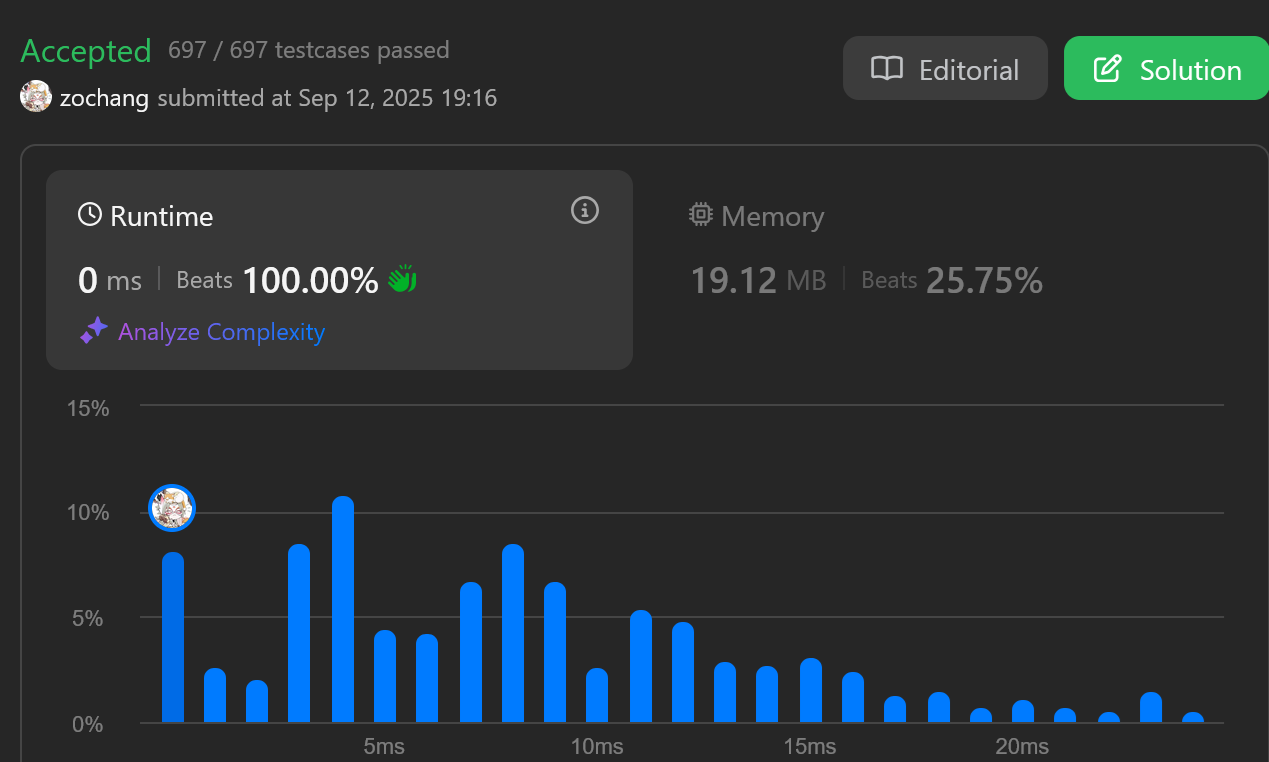 Accepted 697 / 697 testcases passed
zochang submitted at Sep 12, 2025 19:16
Editorial
Solution
Runtime
0 ms | Beats 100.00%
Analyze Complexity
Memory
19.12 MB | Beats 25.75%
15%
10%
5%
0%
5ms 10ms 15ms 20ms